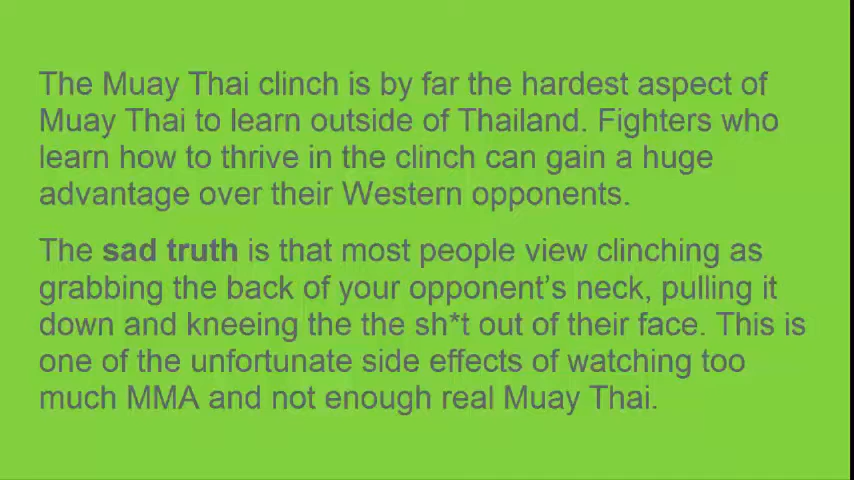 The Muay Thai clinch is by far the hardest aspect of
Muay Thai to learn outside of Thailand. Fighters who
learn how to thrive in the clinch can gain a huge
advantage over their Western opponents.
The sad truth is that most people view clinching as
grabbing the back of your opponent’s neck, pulling it
down and kneeing the the sh*t out of their face. This is
one of the unfortunate side effects of watching too
much MMA and not enough real Muay Thai.